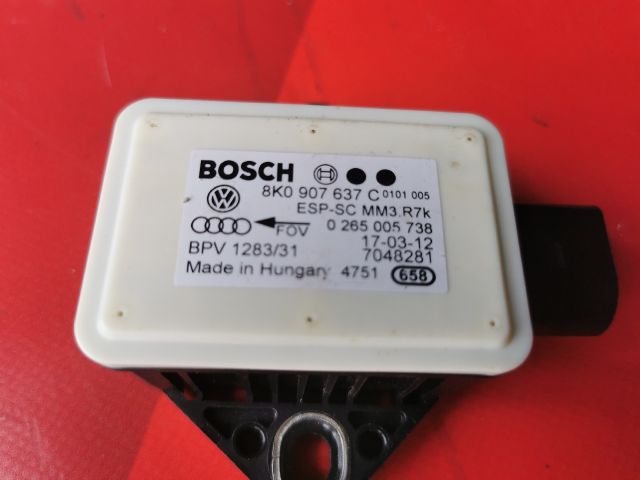 BOSCH
8K0 907 637 C 0101 005
ESP-SC MM3.R7k
FOV 0 265 005 738
BPV 1283/31 17-03-12
7048281
Made in Hungary 4751 658